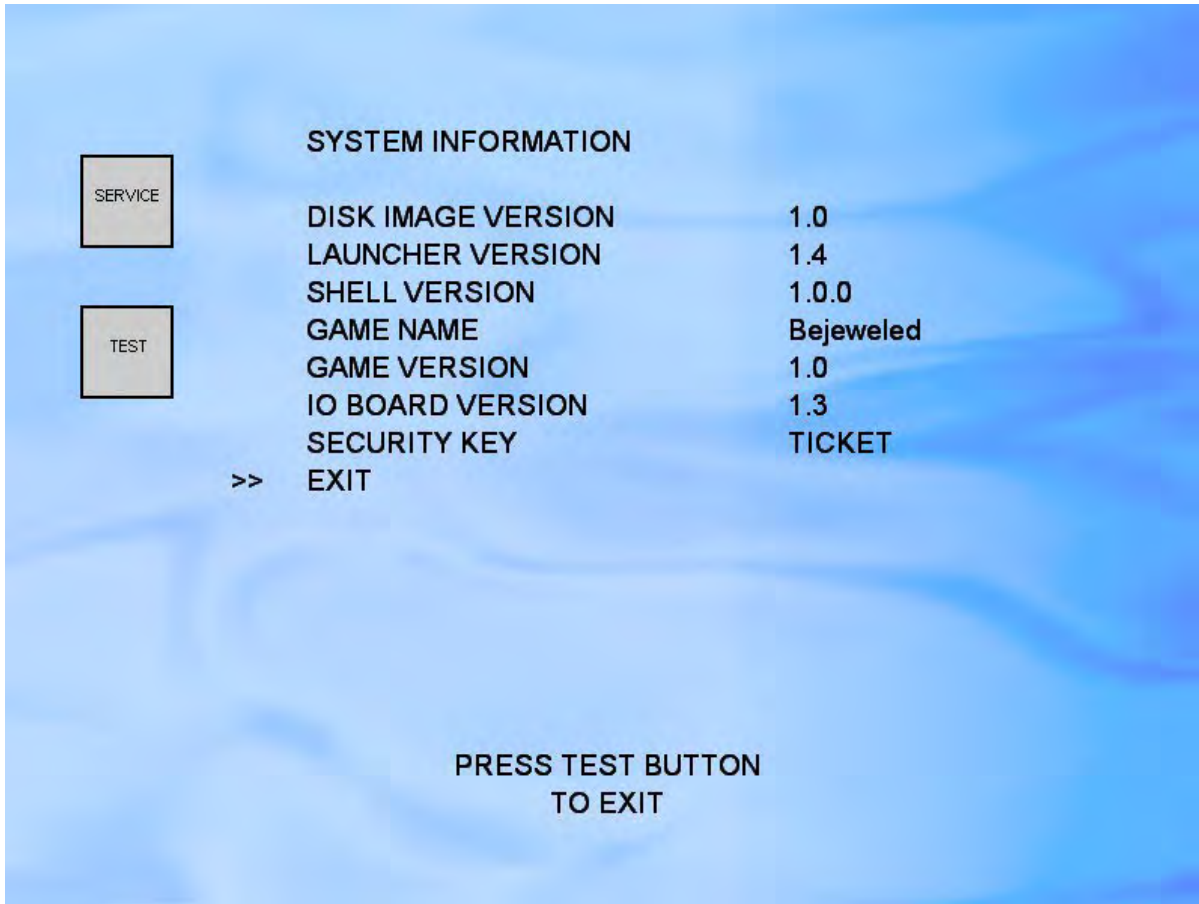 SYSTEM INFORMATION
SERVICE
DISK IMAGE VERSION 1.0
LAUNCHER VERSION 1.4
SHELL VERSION 1.0.0
GAME NAME Bejeweled
TEST
GAME VERSION 1.0
IO BOARD VERSION 1.3
SECURITY KEY TICKET
>> EXIT
PRESS TEST BUTTON
TO EXIT